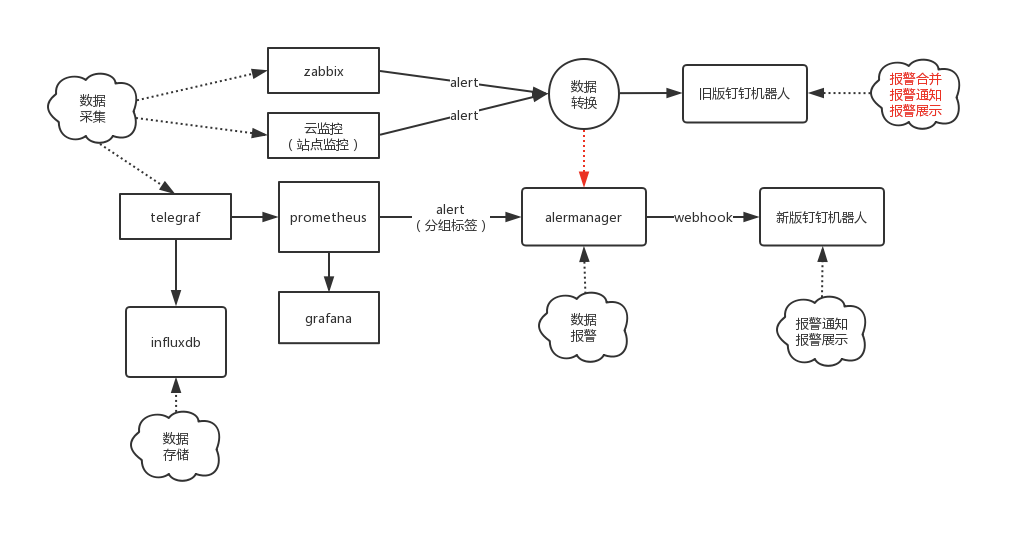 zabbix
alert
数据
采集
数据
转换
旧版钉钉机器人
报警合并
报警通知
报警展示
云监控
（站点监控）
alert
telegraf
prometheus
alert
（分组标签）
alermanager
webhook
新版钉钉机器人
grafana
influxdb
数据
报警
报警通知
报警展示
数据
存储